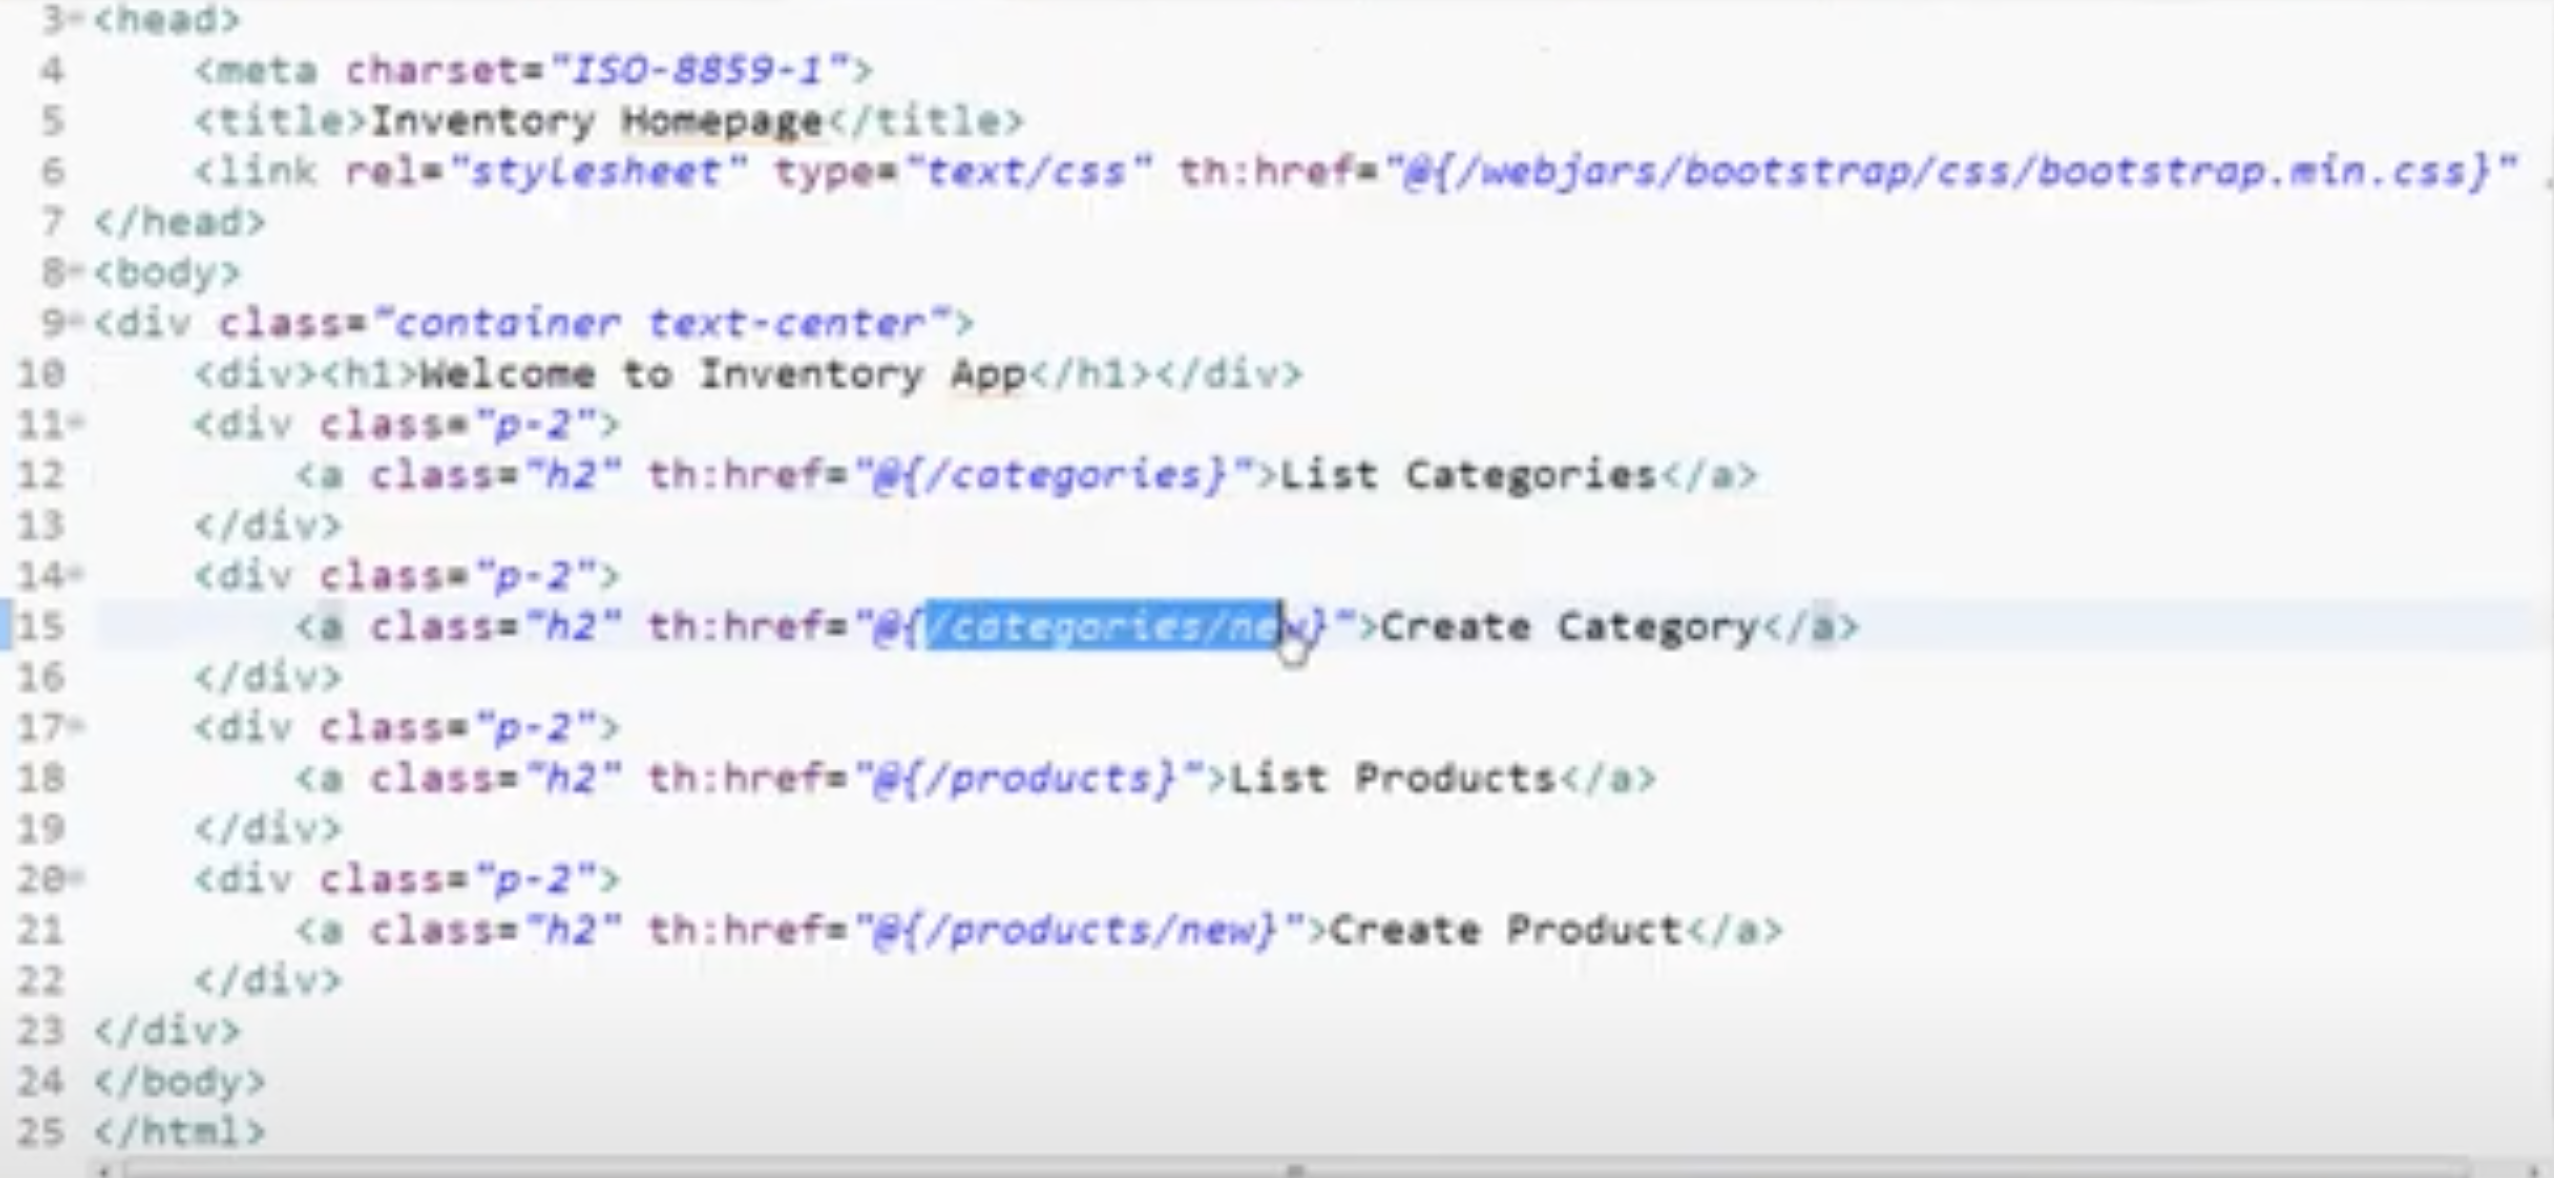 3 <head>
4 <meta charset="ISO-8859-1">
5 <title>Inventory Homepage</title>
6 <link rel="stylesheet" type="text/css" th:href="@{/webjars/bootstrap/css/bootstrap.min.css}"
7 </head>
8 <body>
9 <div class="container text-center">
10 <div><h1>Welcome to Inventory App</h1></div>
11 <div class="p-2">
12 <a class="h2" th:href="@{/categories}">List Categories</a>
13 </div>
14 <div class="p-2">
15 <a class="h2" th:href="@{/categories/new}">Create Category</a>
16 </div>
17 <div class="p-2">
18 <a class="h2" th:href="@{/products}">List Products</a>
19 </div>
20 <div class="p-2">
21 <a class="h2" th:href="@{/products/new}">Create Product</a>
22 </div>
23 </div>
24 </body>
25 </html>